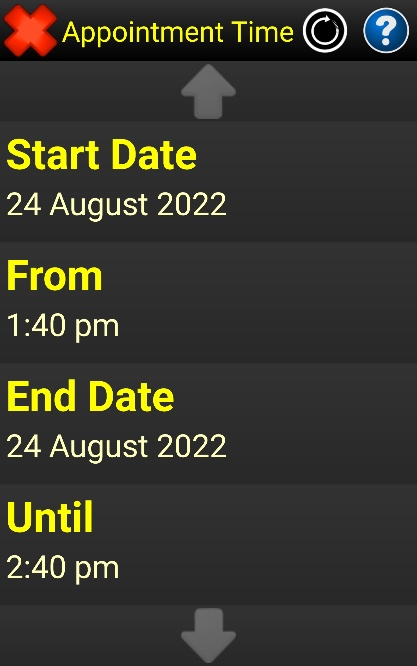 Appointment Time
?
Start Date
24 August 2022
From
1:40 pm
End Date
24 August 2022
Until
2:40 pm